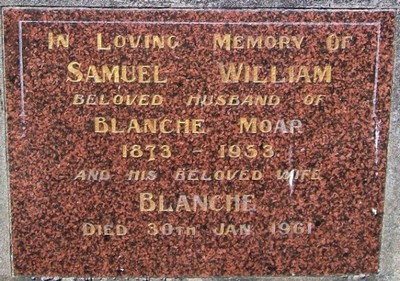 In Loving Memory Of
Samuel William
BELOVED HUSBAND OF
Blanche Moar
1873 - 1953
AND HIS BELOVED WIFE
Blanche
Died 30th Jan 1961